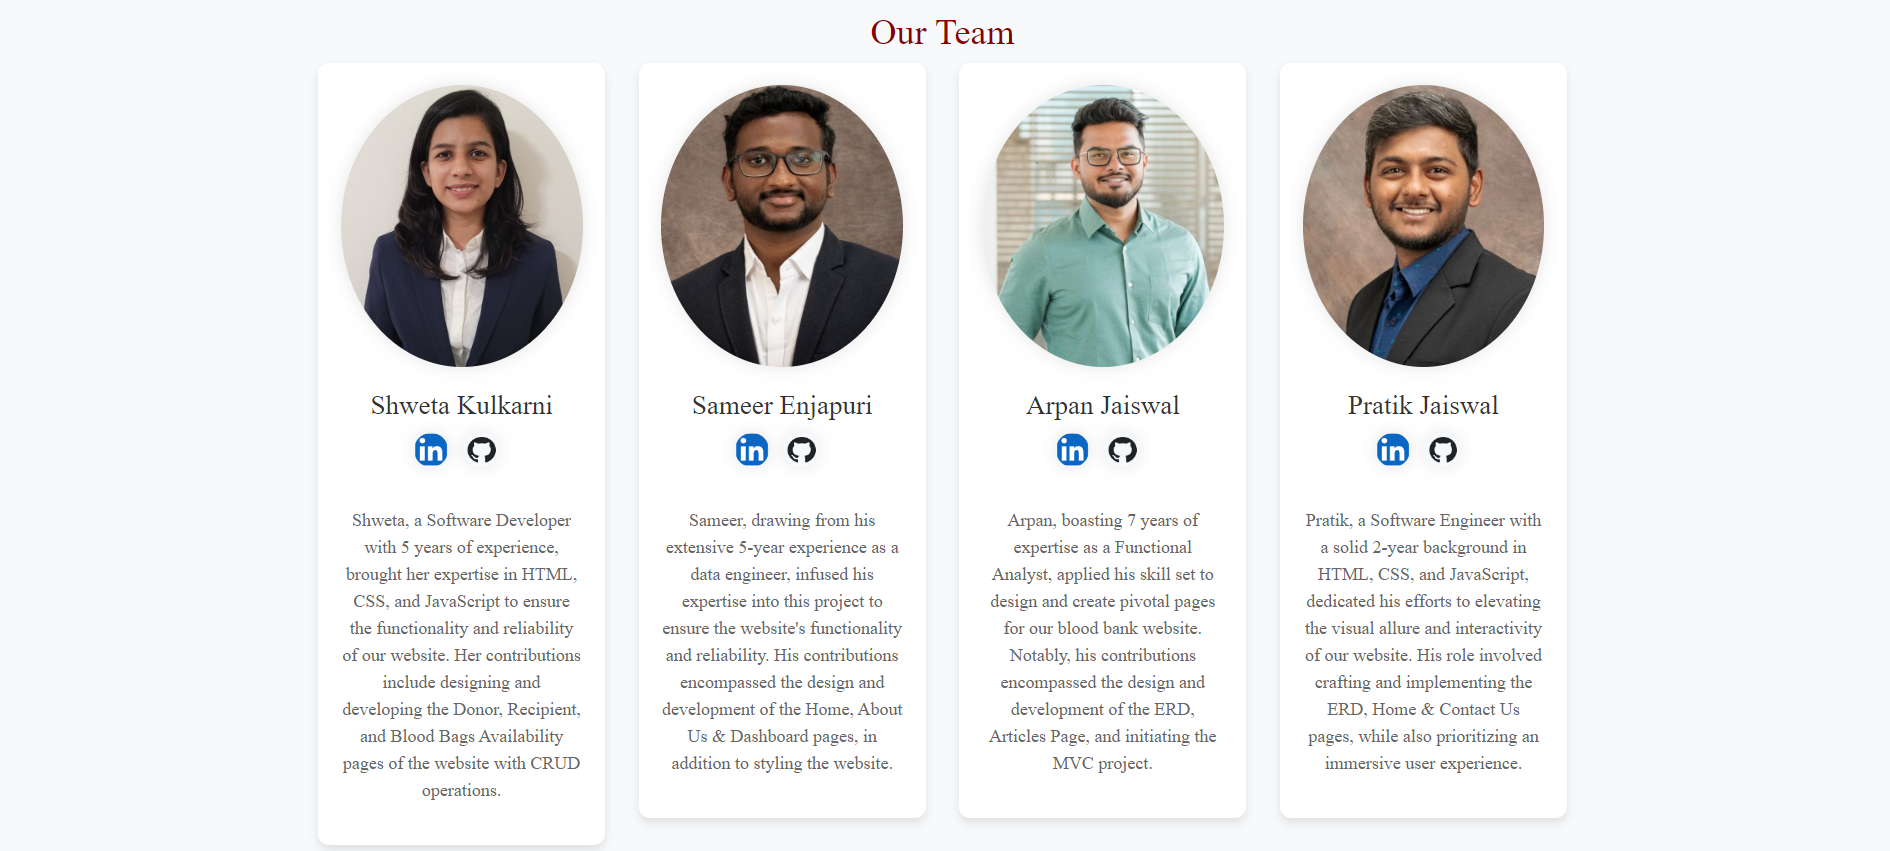 Our Team
Shweta Kulkarni
in
Shweta, a Software Developer
with 5 years of experience,
brought her expertise in HTML,
CSS, and JavaScript to ensure
the functionality and reliability
of our website. Her contributions
include designing and
developing the Donor, Recipient,
and Blood Bags Availability
pages of the website with CRUD
operations.
Sameer Enjapuri
in
Sameer, drawing from his
extensive 5-year experience as a
data engineer, infused his
expertise into this project to
ensure the website's functionality
and reliability. His contributions
encompassed the design and
development of the Home, About
Us & Dashboard pages, in
addition to styling the website.
Arpan Jaiswal
in
Arpan, boasting 7 years of
expertise as a Functional
Analyst, applied his skill set to
design and create pivotal pages
for our blood bank website.
Notably, his contributions
encompassed the design and
development of the ERD,
Articles Page, and initiating the
MVC project.
Pratik Jaiswal
in
Pratik, a Software Engineer with
a solid 2-year background in
HTML, CSS, and JavaScript,
dedicated his efforts to elevating
the visual allure and interactivity
of our website. His role involved
crafting and implementing the
ERD, Home & Contact Us
pages, while also prioritizing an
immersive user experience.